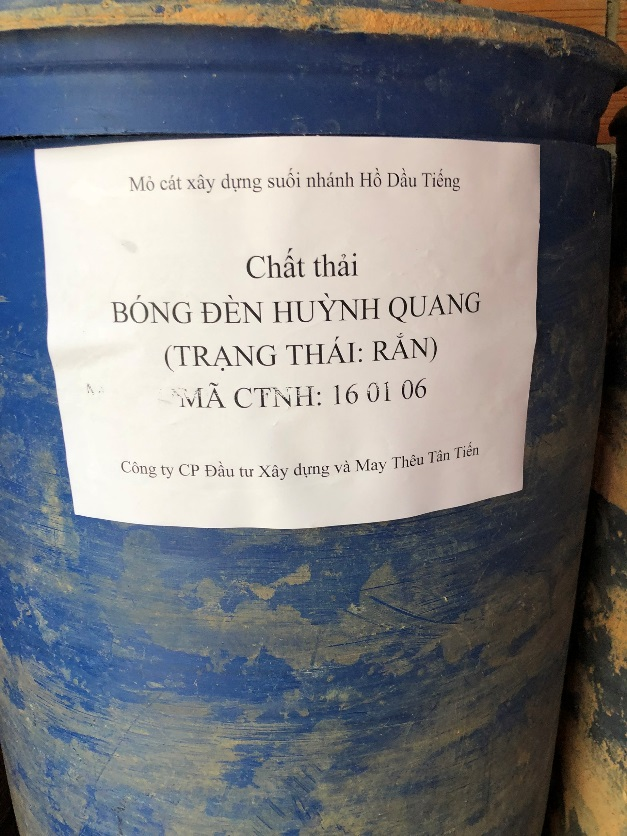 Mỏ cát xây dựng suối nhánh Hồ Dầu Tiếng
Chất thải
BÓNG ĐÈN HUỲNH QUANG
(TRẠNG THÁI: RẮN)
MÃ CTNH: 16 01 06
Công ty CP Đầu tư Xây dựng và May Thêu Tân Tiến